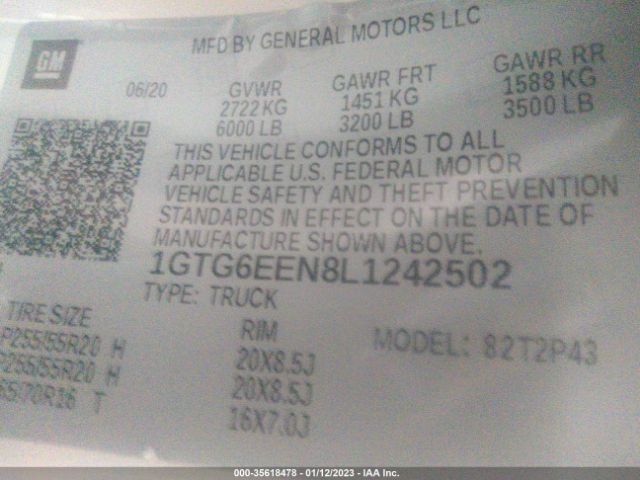 GM
MFD BY GENERAL MOTORS LLC
06/20 GVWR GAWR FRT GAWR RR
2722 KG 1451 KG 1588 KG
6000 LB 3200 LB 3500 LB
THIS VEHICLE CONFORMS TO ALL
APPLICABLE U.S. FEDERAL MOTOR
VEHICLE SAFETY AND THEFT PREVENTION
STANDARDS IN EFFECT ON THE DATE OF
MANUFACTURE SHOWN ABOVE.
1GTG6EEN8L1242502
TYPE: TRUCK
TIRE SIZE RIM MODEL: 82T2P43
P255/55R20 H 20X8.5J
P255/55R20 H 20X8.5J
65/70R16 T 16X7.0J
000-35618478 - 01/12/2023 - IAA Inc.